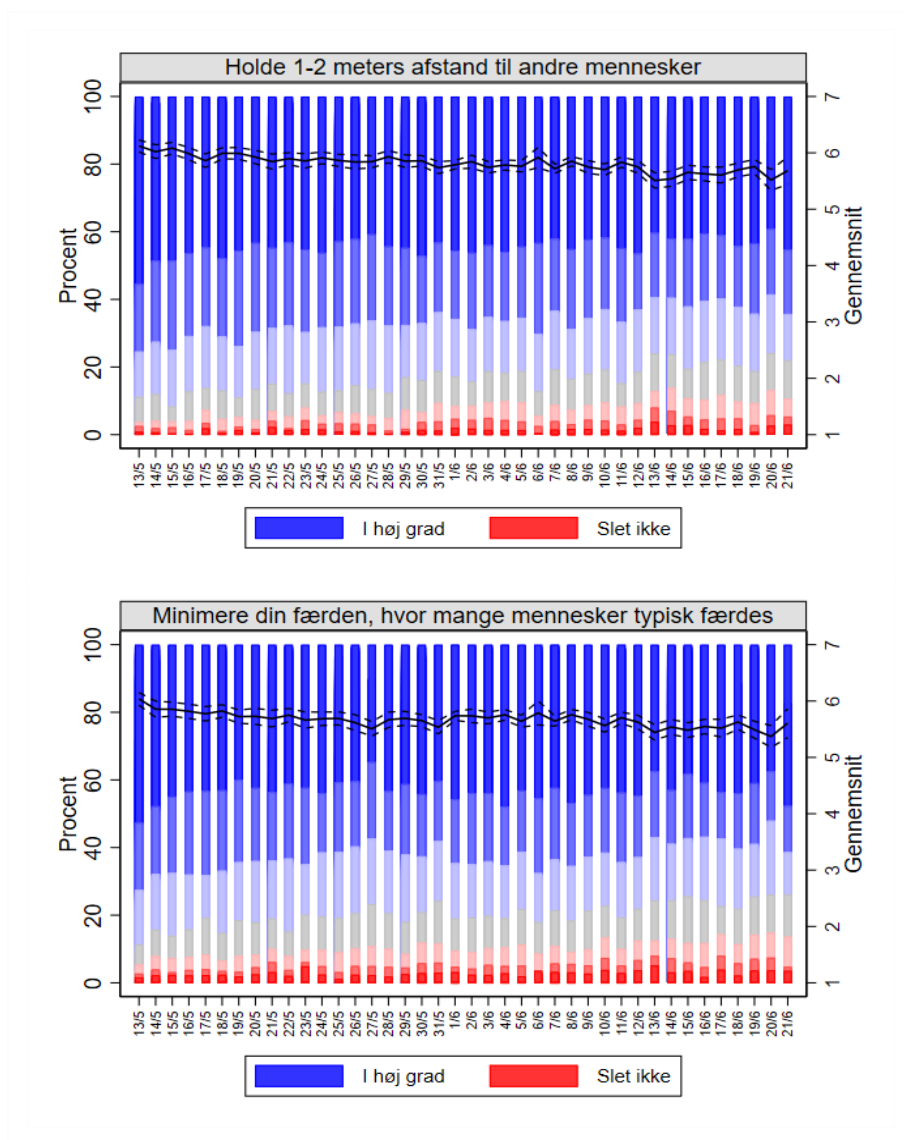 Holde 1-2 meters afstand til andre mennesker
Procent
100
80
60
40
20
0
7
6
5
4
3
2
1
Gennemsnit
13/5 14/5 15/5 16/5 17/5 18/5 19/5 20/5 21/5 22/5 23/5 24/5 25/5 26/5 27/5 28/5 29/5 30/5 31/5 1/6 2/6 3/6 4/6 5/6 6/6 7/6 8/6 9/6 10/6 11/6 12/6 13/6 14/6 15/6 16/6 17/6 18/6 19/6 20/6 21/6
I høj grad Slet ikke
Minimere din færden, hvor mange mennesker typisk færdes
Procent
100
80
60
40
20
0
7
6
5
4
3
2
1
Gennemsnit
13/5 14/5 15/5 16/5 17/5 18/5 19/5 20/5 21/5 22/5 23/5 24/5 25/5 26/5 27/5 28/5 29/5 30/5 31/5 1/6 2/6 3/6 4/6 5/6 6/6 7/6 8/6 9/6 10/6 11/6 12/6 13/6 14/6 15/6 16/6 17/6 18/6 19/6 20/6 21/6
I høj grad Slet ikke